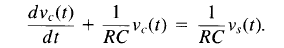 dv_c(t)/dt + 1/RC v_c(t) = 1/RC v_s(t).